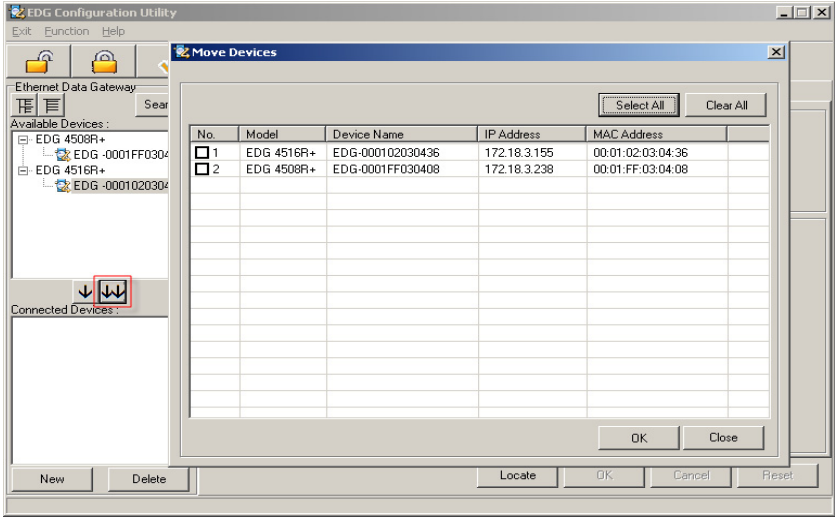 EDG Configuration Utility
Exit Function Help
Move Devices
Ethernet Data Gateway
Sear
Available Devices :
EDG 4508R+
EDG -0001FF0304
EDG 4516R+
EDG -0001020304
Select All Clear All
No. Model Device Name IP Address MAC Address
1 EDG 4516R+ EDG-000102030436 172.18.3.155 00:01:02:03:04:36
2 EDG 4508R+ EDG-0001FF030408 172.18.3.238 00:01:FF:03:04:08
Connected Devices :
OK Close
New Delete Locate OK Cancel Reset